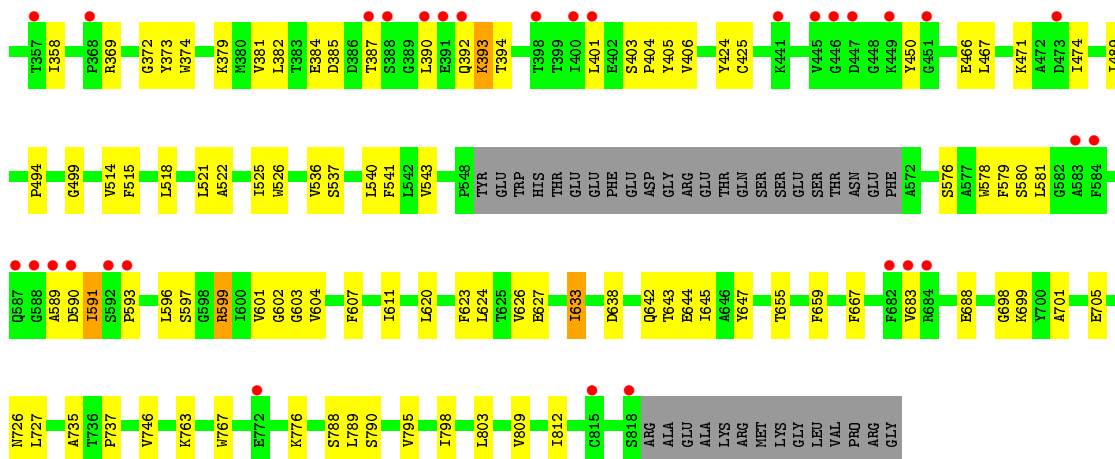 T357 I358 P368 R369 G372 Y373 W374 K379 M380 V381 L382 T383 E384 D385 D386 T387 S388 G389 L390 E391 Q392 K393 T394 T398 T399 I400 L401 E402 S403 P404 Y405 V406 Y424 C425 K441 V445 G446 D447 G448 K449 Y450 G451 E466 L467 K471 A472 D473 I474
P494 G499 V514 F515 L518 L521 A522 I525 W526 V536 S537 L540 F541 L542 V543 P548 TYR GLU TRP HIS THR GLU GLU PHE GLU ASP GLY ARG GLU THR GLN SER SER GLU SER THR ASN GLU PHE A572 S576 A577 W578 F579 S580 L581 G582 A583 F584
Q587 G588 A589 D590 I591 S592 P593 L596 S597 G598 R599 I600 V601 G602 G603 V604 F607 I611 L620 F623 L624 T625 V626 E627 I633 D638 Q642 T643 E644 I645 A646 Y647 T655 F659 F667 F682 V683 R684 E688 G698 K699 Y700 A701 E705
N726 L727 A735 T736 P737 V746 K763 W767 E772 K776 S788 L789 S790 V795 I798 L803 V809 I812 C815 S818 ARG ALA GLU ALA LYS ARG MET LYS GLY LEU VAL PRO ARG GLY